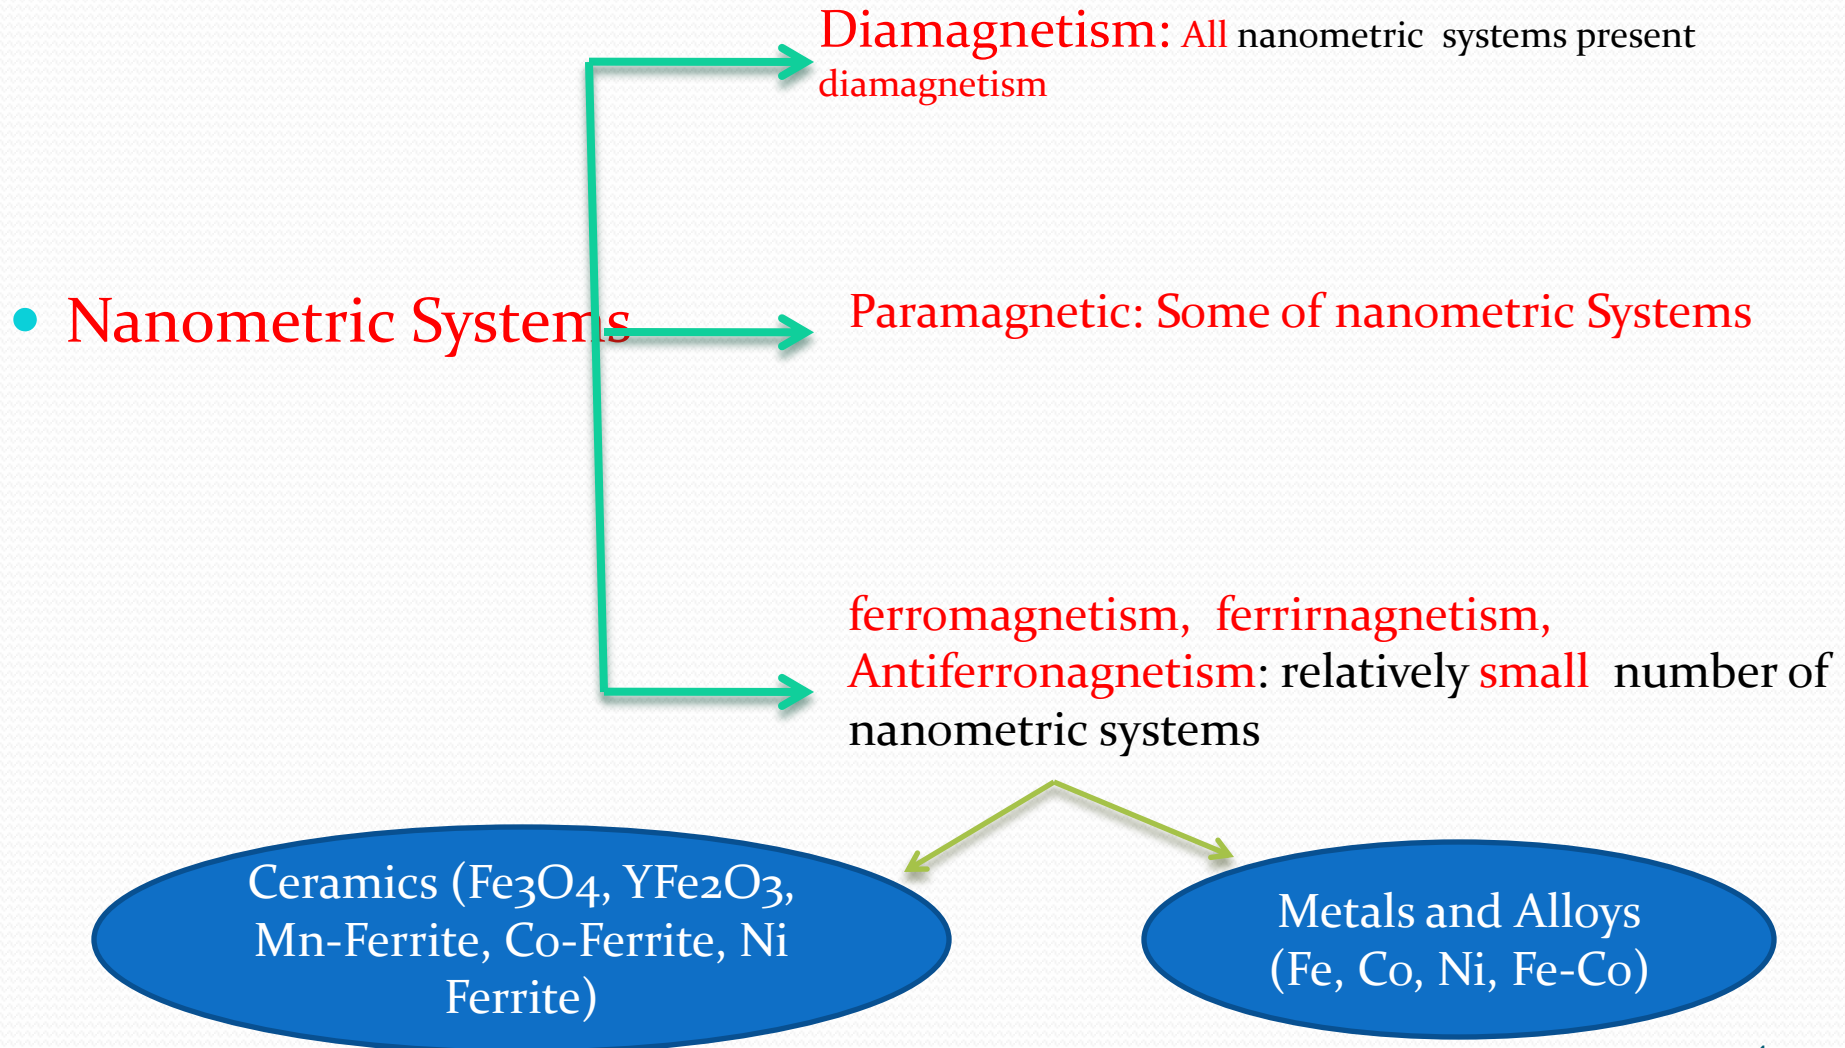 Diamagnetism: All nanometric systems present
diamagnetism
• Nanometric Systems
Paramagnetic: Some of nanometric Systems
ferromagnetism, ferrirnagnetism,
Antiferronagnetism: relatively small number of
nanometric systems
Ceramics (Fe3O4, YFe2O3,
Mn-Ferrite, Co-Ferrite, Ni
Ferrite)
Metals and Alloys
(Fe, Co, Ni, Fe-Co)